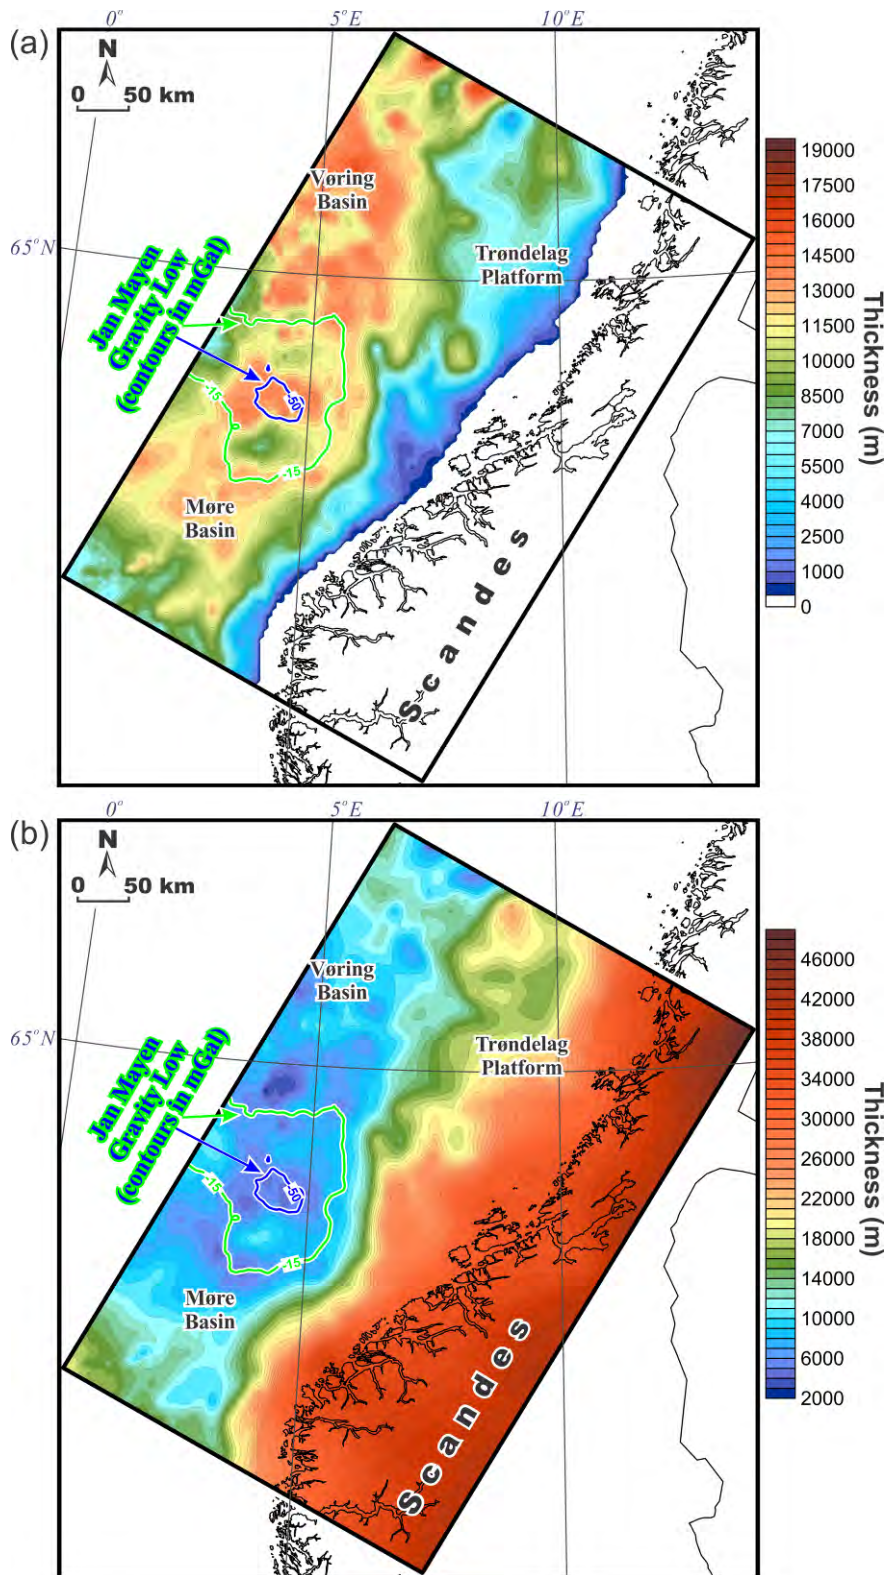 0° 5°E 10°E
(a)
N
0 50 km
Vøring
Basin
65°N
Trøndelag
Platform
Jan Mayen
Gravity Low
(contours in mGal)
-15
-50
-15
Møre
Basin
Scandes
19000
17500
16000
14500
13000
11500
10000
8500
7000
5500
4000
2500
1000
0
Thickness (m)
0° 5°E 10°E
(b)
N
0 50 km
Vøring
Basin
65°N
Trøndelag
Platform
Jan Mayen
Gravity Low
(contours in mGal)
-15
-50
-15
Møre
Basin
Scandes
46000
42000
38000
34000
30000
26000
22000
18000
14000
10000
6000
2000
Thickness (m)